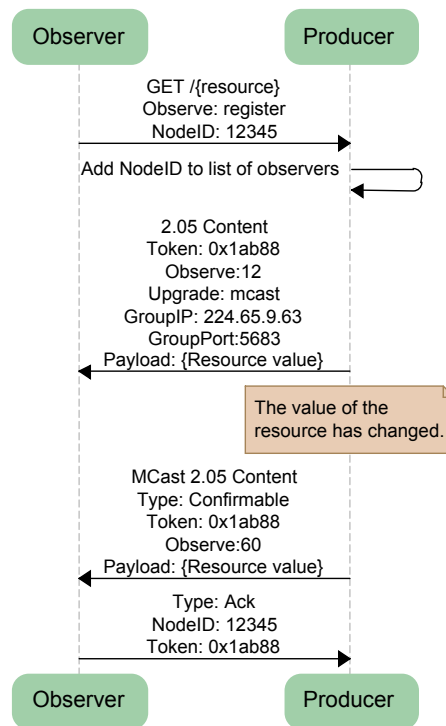 Observer
Producer
GET /{resource}
Observe: register
NodeID: 12345
Add NodeID to list of observers
2.05 Content
Token: 0x1ab88
Observe:12
Upgrade: mcast
GroupIP: 224.65.9.63
GroupPort:5683
Payload: {Resource value}
The value of the
resource has changed.
MCast 2.05 Content
Type: Confirmable
Token: 0x1ab88
Observe:60
Payload: {Resource value}
Type: Ack
NodeID: 12345
Token: 0x1ab88
Observer
Producer